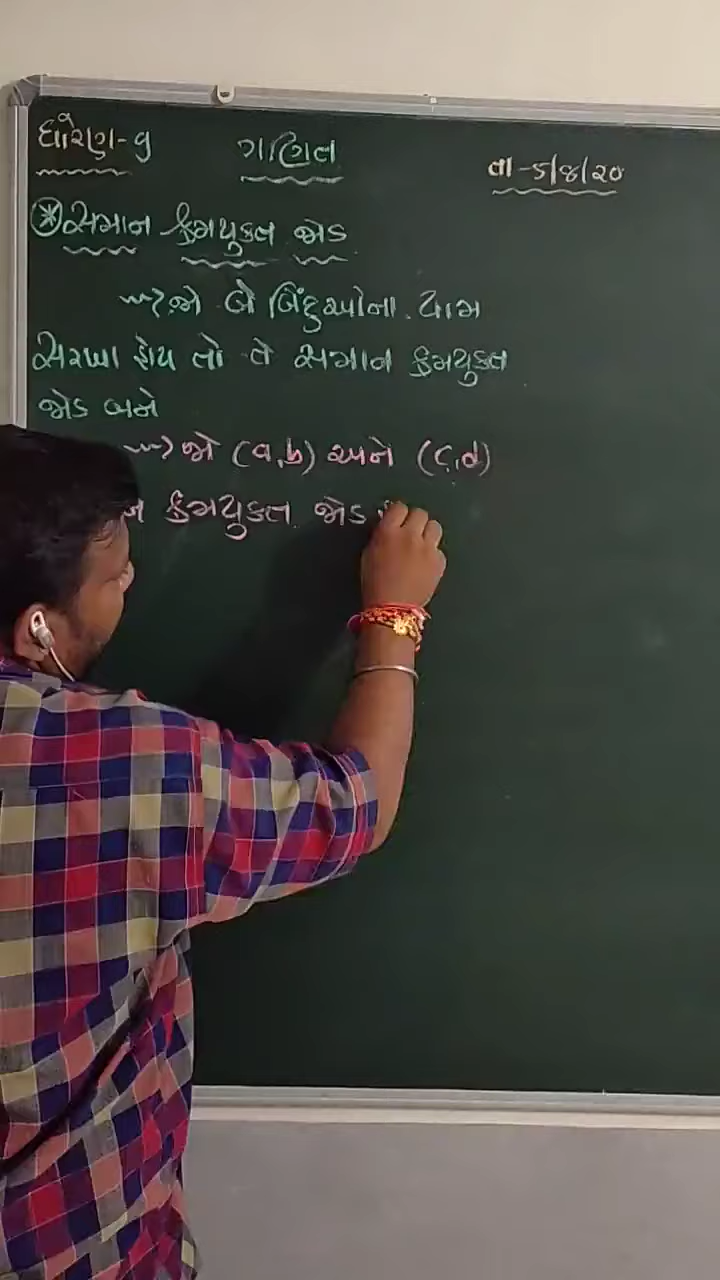 ધોરણ-9 ગણિત તા-5/8/20
* સમાન ક્રમયુક્ત જોડ
→ જો બે બિંદુઓના યામ
સરખા હોય તો તે સમાન ક્રમયુક્ત
જોડ બને
→ જો (a,b) અને (c,d)
ક્રમયુક્ત જોડ